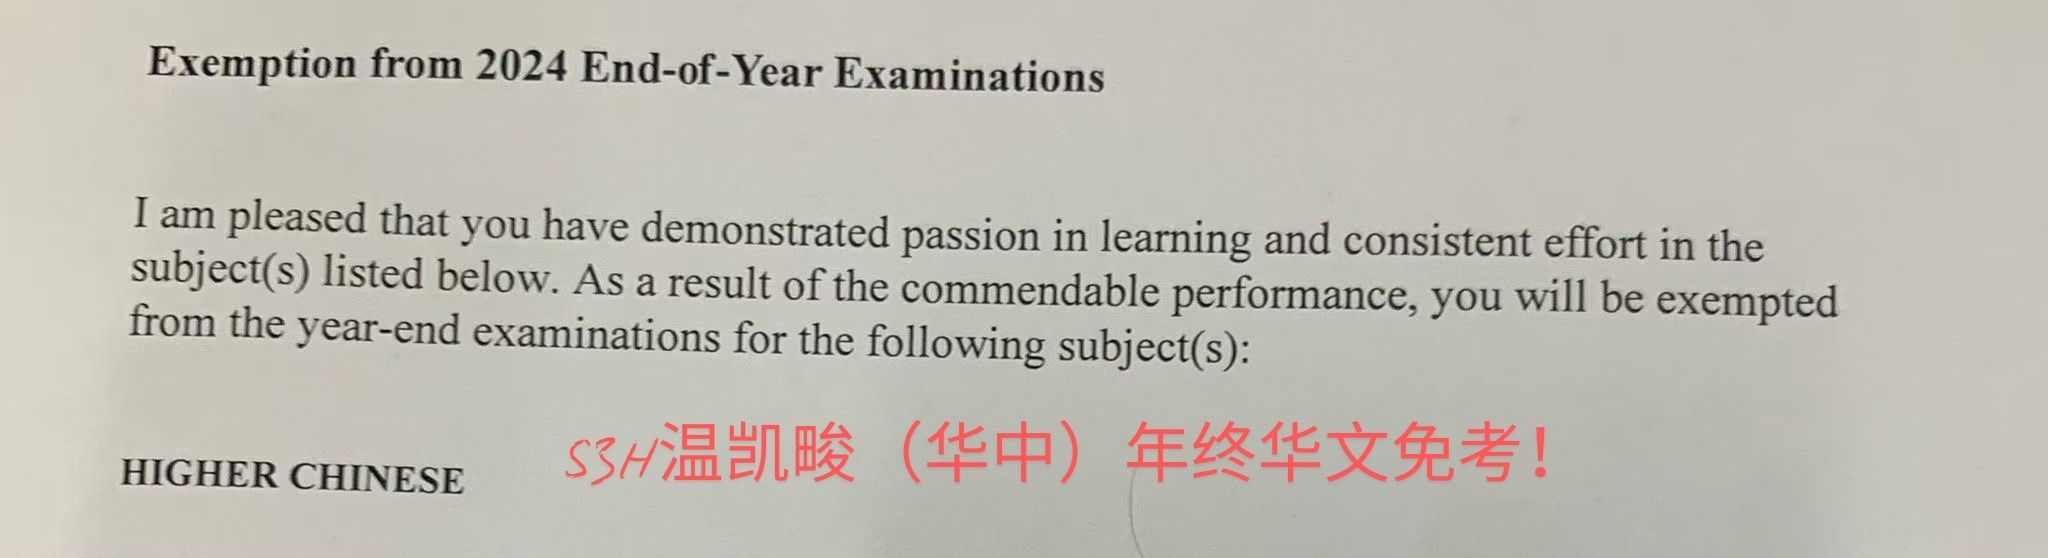 Exemption from 2024 End-of-Year Examinations
I am pleased that you have demonstrated passion in learning and consistent effort in the
subject(s) listed below. As a result of the commendable performance, you will be exempted
from the year-end examinations for the following subject(s):
HIGHER CHINESE
S3H温凯畯（华中）年终华文免考！